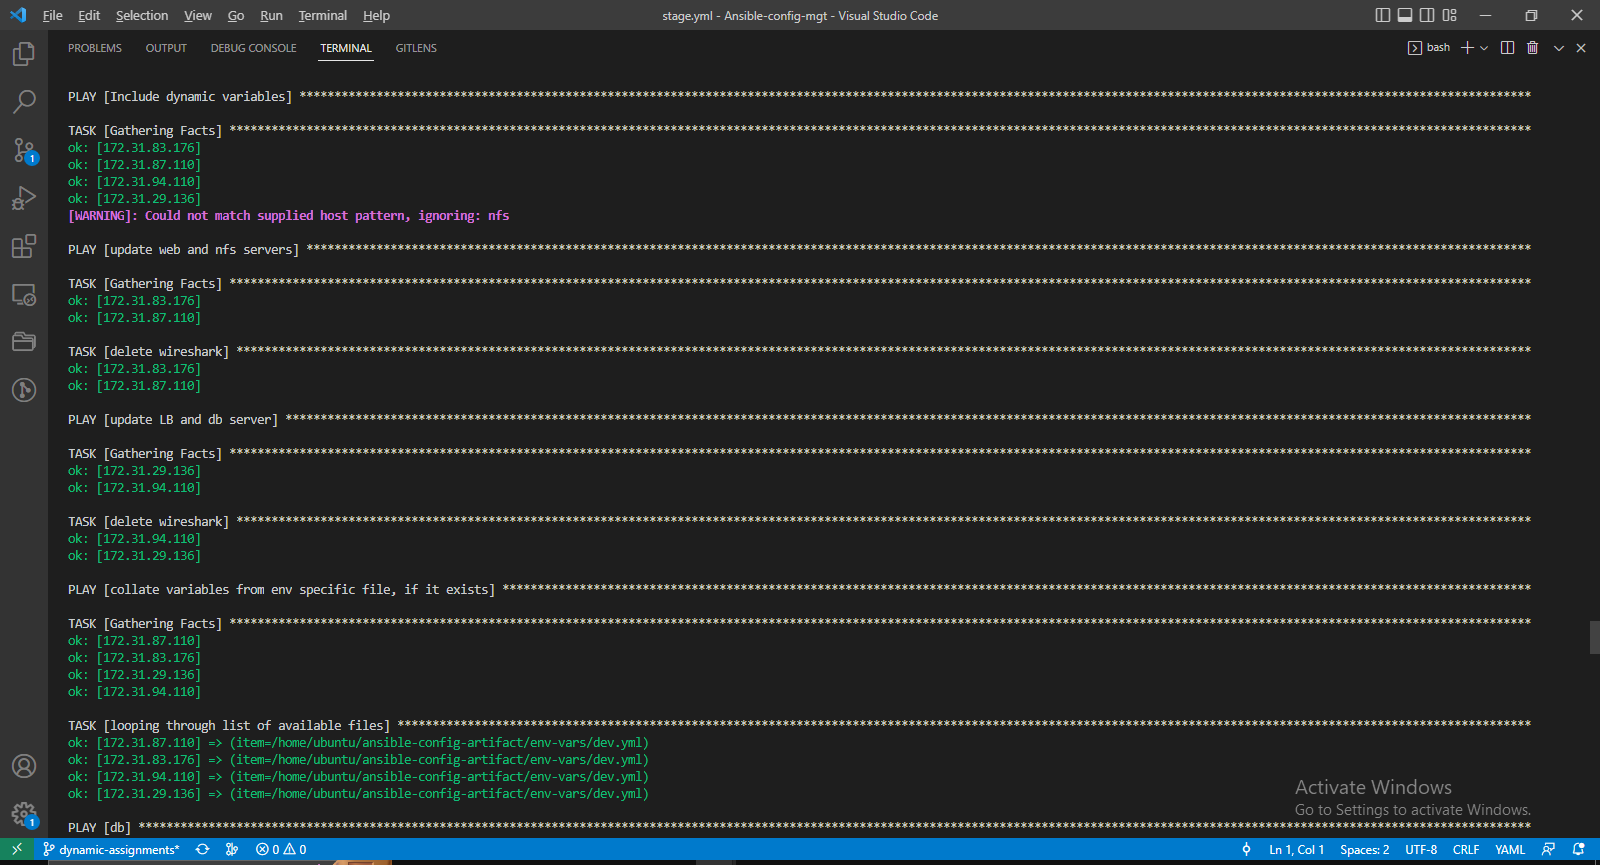 File Edit Selection View Go Run Terminal Help
stage.yml - Ansible-config-mgt - Visual Studio Code
PROBLEMS OUTPUT DEBUG CONSOLE TERMINAL GITLENS
bash
PLAY [Include dynamic variables] ********************************************************************************************************************************************************************************
TASK [Gathering Facts] ******************************************************************************************************************************************************************************************
ok: [172.31.83.176]
ok: [172.31.87.110]
ok: [172.31.94.110]
ok: [172.31.29.136]
[WARNING]: Could not match supplied host pattern, ignoring: nfs
PLAY [update web and nfs servers] *******************************************************************************************************************************************************************************
TASK [Gathering Facts] ******************************************************************************************************************************************************************************************
ok: [172.31.83.176]
ok: [172.31.87.110]
TASK [delete wireshark] *****************************************************************************************************************************************************************************************
ok: [172.31.83.176]
ok: [172.31.87.110]
PLAY [update LB and db server] **********************************************************************************************************************************************************************************
TASK [Gathering Facts] ******************************************************************************************************************************************************************************************
ok: [172.31.29.136]
ok: [172.31.94.110]
TASK [delete wireshark] *****************************************************************************************************************************************************************************************
ok: [172.31.94.110]
ok: [172.31.29.136]
PLAY [collate variables from env specific file, if it exists] ***************************************************************************************************************************************************
TASK [Gathering Facts] ******************************************************************************************************************************************************************************************
ok: [172.31.87.110]
ok: [172.31.83.176]
ok: [172.31.29.136]
ok: [172.31.94.110]
TASK [looping through list of available files] ******************************************************************************************************************************************************************
ok: [172.31.87.110] => (item=/home/ubuntu/ansible-config-artifact/env-vars/dev.yml)
ok: [172.31.83.176] => (item=/home/ubuntu/ansible-config-artifact/env-vars/dev.yml)
ok: [172.31.94.110] => (item=/home/ubuntu/ansible-config-artifact/env-vars/dev.yml)
ok: [172.31.29.136] => (item=/home/ubuntu/ansible-config-artifact/env-vars/dev.yml)
PLAY [db] *******************************************************************************************************************************************************************************************************
1
1
Activate Windows
Go to Settings to activate Windows.
dynamic-assignments* 0 0 Ln 1, Col 1 Spaces: 2 UTF-8 CRLF YAML